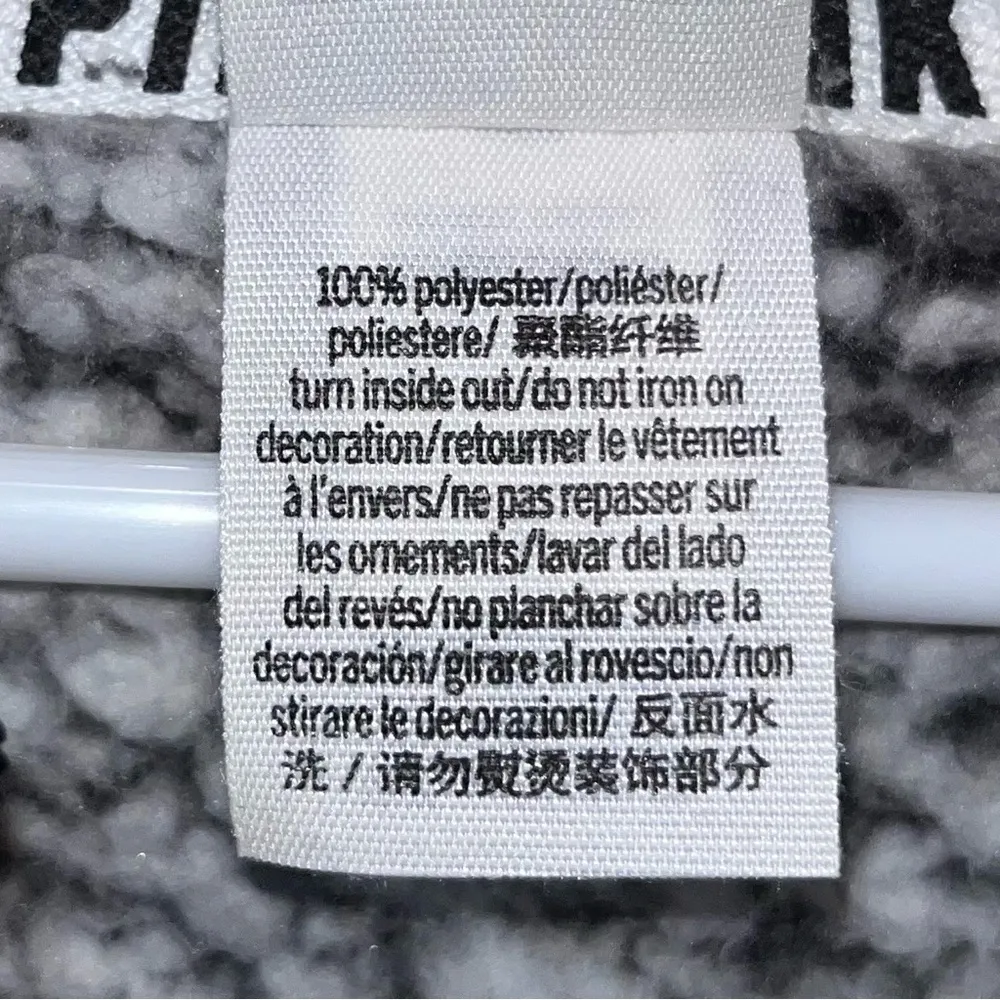 PINK
100% polyester/poliéster/
poliestere/ 聚酯纤维
turn inside out/do not iron on
decoration/retourner le vêtement
à l'envers/ne pas repasser sur
les ornements/lavar del lado
del revés/no planchar sobre la
decoración/girare al rovescio/non
stirare le decorazioni/ 反面水
洗 / 请勿熨烫装饰部分